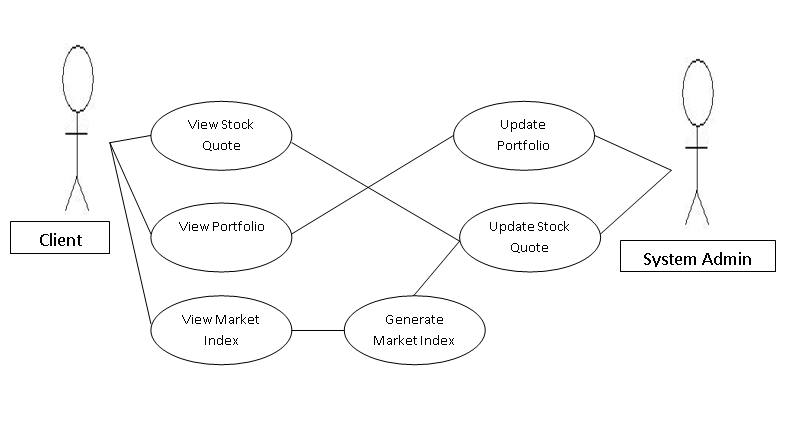 View Stock
Quote
Update
Portfolio
View Portfolio
Update Stock
Quote
Client
System Admin
View Market
Index
Generate
Market Index